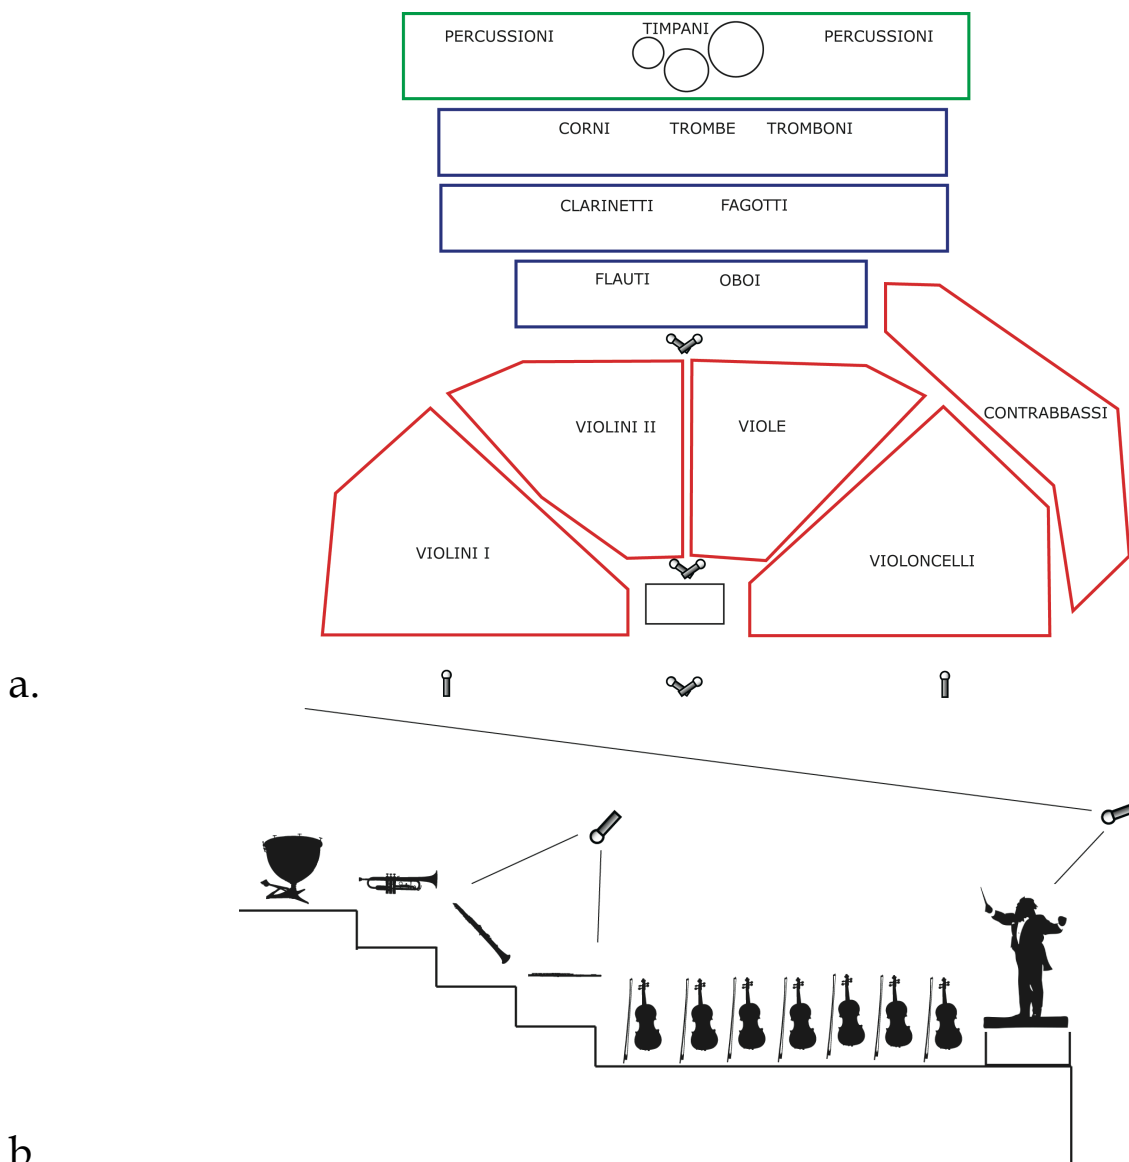 PERCUSSIONI TIMPANI PERCUSSIONI
CORNI TROMBE TROMBONI
CLARINETTI FAGOTTI
FLAUTI OBOI
CONTRABBASSI
VIOLINI II VIOLE
VIOLINI I VIOLONCELLI
a.
b